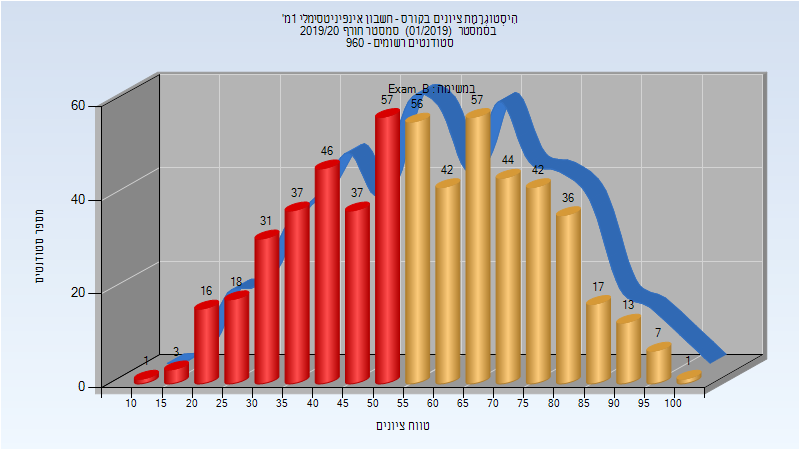 היסטוגרמת ציונים בקורס - חשבון אינפיניטסימלי 1מ'
בסמסטר (01/2019) סמסטר חורף 2019/20
סטודנטים רשומים - 960
במשימה : Exam_B
מספר סטודנטים
60
40
20
0
1 3 16 18 31 37 46 37 57 56 42 57 44 42 36 17 13 7 1
10 15 20 25 30 35 40 45 50 55 60 65 70 75 80 85 90 95 100
טווח ציונים